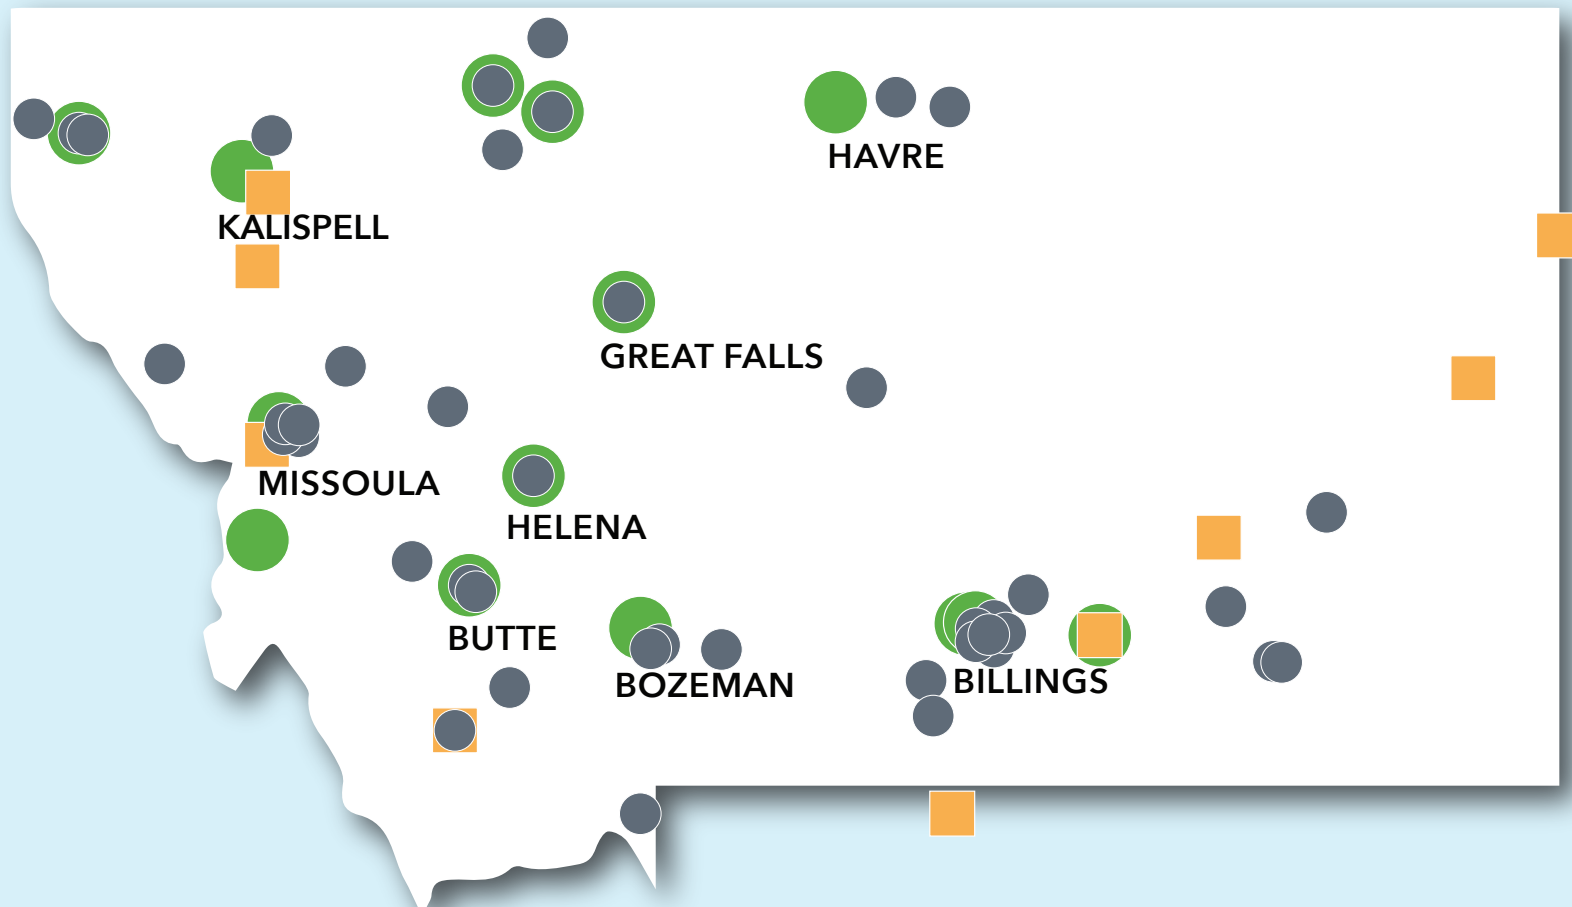 HAVRE
KALISPELL
GREAT FALLS
MISSOULA
HELENA
BUTTE
BOZEMAN
BILLINGS